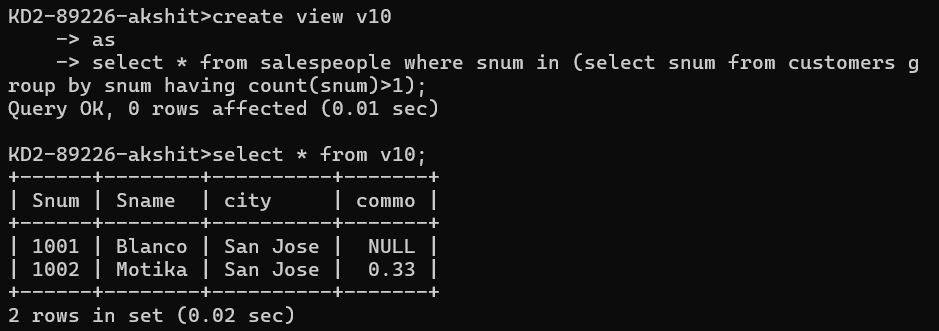 KD2-89226-akshit>create view v10
    -> as
    -> select * from salespeople where snum in (select snum from customers g
roup by snum having count(snum)>1);
Query OK, 0 rows affected (0.01 sec)

KD2-89226-akshit>select * from v10;
+------+--------+----------+-------+
| Snum | Sname  | city     | commo |
+------+--------+----------+-------+
| 1001 | Blanco | San Jose |  NULL |
| 1002 | Motika | San Jose |  0.33 |
+------+--------+----------+-------+
2 rows in set (0.02 sec)